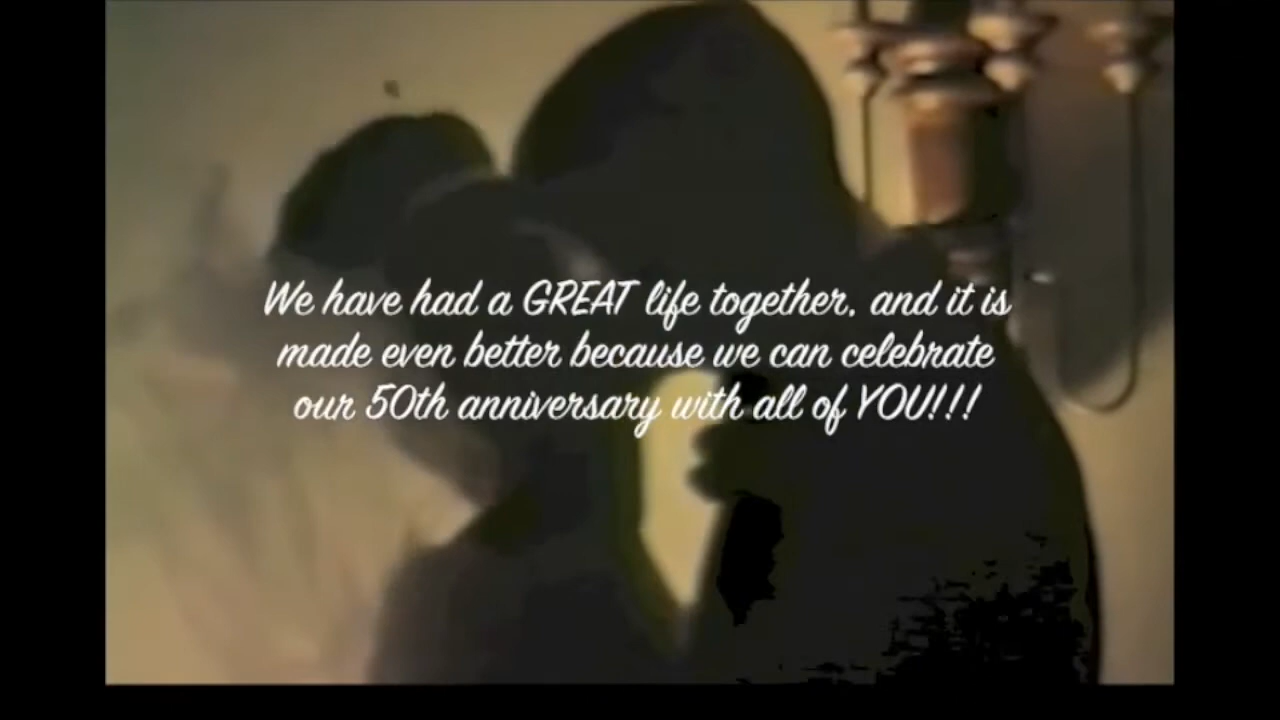 We have had a GREAT life together, and it is
made even better because we can celebrate
our 50th anniversary with all of YOU!!!